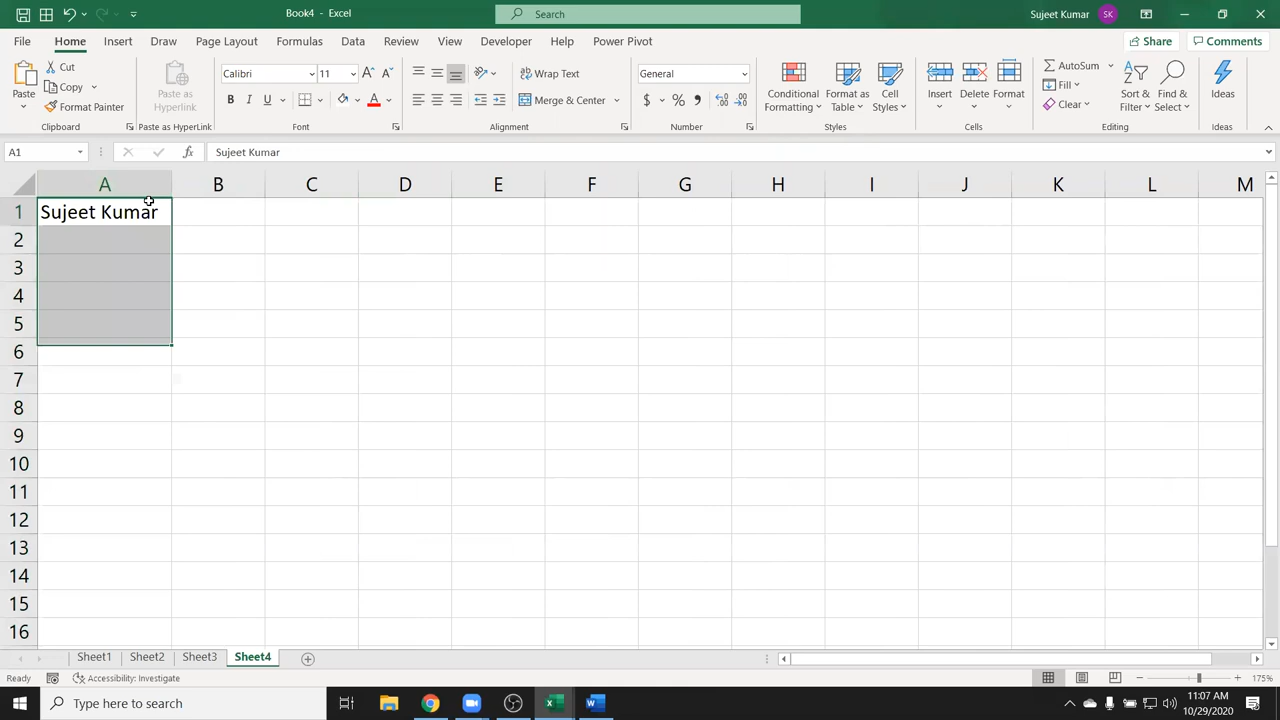 Book4 - Excel
Search
Sujeet Kumar SK
File Home Insert Draw Page Layout Formulas Data Review View Developer Help Power Pivot Share Comments
Paste
Cut
Copy
Format Painter
Clipboard
Paste as Hyperlink
Paste as HyperLink
Calibri 11
B I U A
Font
Wrap Text
Merge & Center
Alignment
General
$ % ,
Number
Conditional Formatting
Format as Table
Cell Styles
Styles
Insert Delete Format
Cells
AutoSum
Fill
Clear
Sort & Filter
Find & Select
Editing
Ideas
Ideas
A1 fx Sujeet Kumar
A B C D E F G H I J K L M
1 Sujeet Kumar
2
3
4
5
6
7
8
9
10
11
12
13
14
15
16
Sheet1 Sheet2 Sheet3 Sheet4
Ready Accessibility: Investigate 175%
Type here to search
11:07 AM
10/29/2020